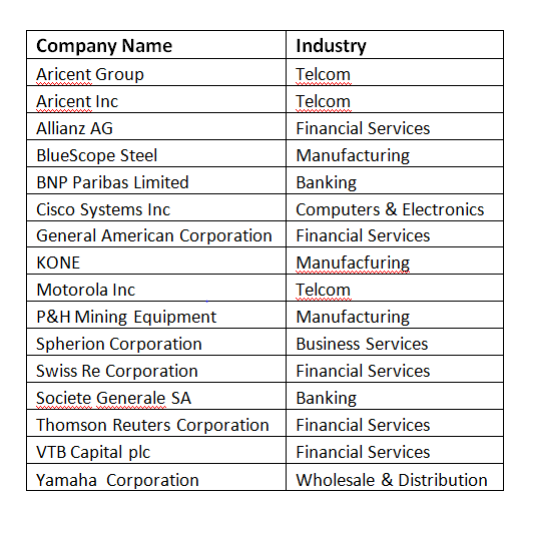 Company Name Industry
Aricent Group Telcom
Aricent Inc Telcom
Allianz AG Financial Services
BlueScope Steel Manufacturing
BNP Paribas Limited Banking
Cisco Systems Inc Computers & Electronics
General American Corporation Financial Services
KONE Manufacfuring
Motorola Inc Telcom
P&H Mining Equipment Manufacturing
Spherion Corporation Business Services
Swiss Re Corporation Financial Services
Societe Generale SA Banking
Thomson Reuters Corporation Financial Services
VTB Capital plc Financial Services
Yamaha  Corporation Wholesale & Distribution